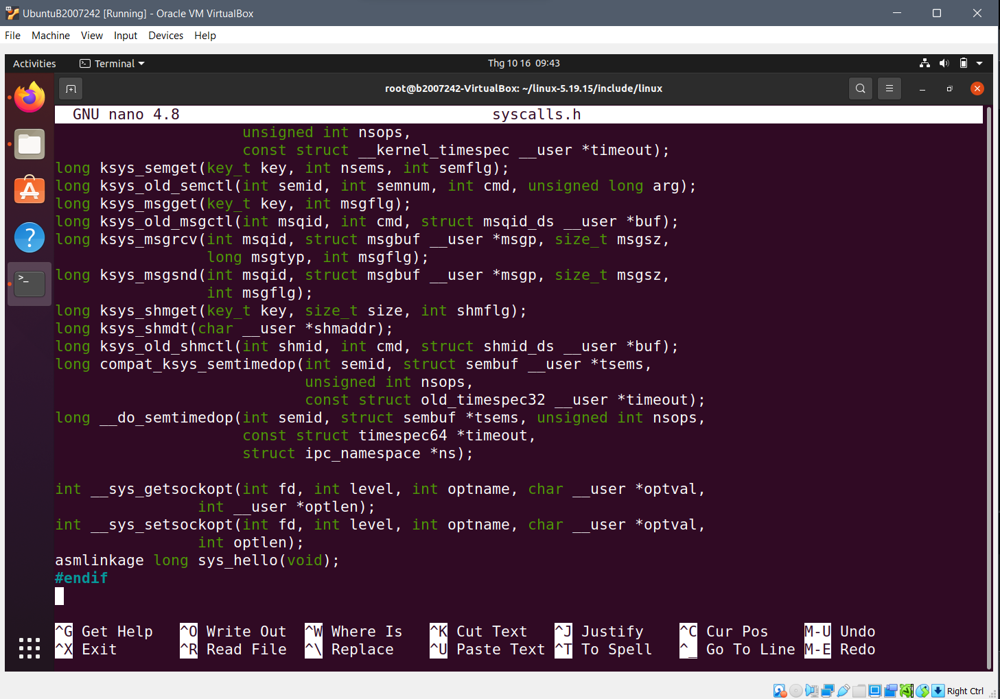 UbuntuB2007242 [Running] - Oracle VM VirtualBox
File Machine View Input Devices Help
Activities Terminal Thg 10 16 09:43
root@b2007242-VirtualBox: ~/linux-5.19.15/include/linux
GNU nano 4.8 syscalls.h
unsigned int nsops,
const struct __kernel_timespec __user *timeout);
long ksys_semget(key_t key, int nsems, int semflg);
long ksys_old_semctl(int semid, int semnum, int cmd, unsigned long arg);
long ksys_msgget(key_t key, int msgflg);
long ksys_old_msgctl(int msqid, int cmd, struct msqid_ds __user *buf);
long ksys_msgrcv(int msqid, struct msgbuf __user *msgp, size_t msgsz,
long msgtyp, int msgflg);
long ksys_msgsnd(int msqid, struct msgbuf __user *msgp, size_t msgsz,
int msgflg);
long ksys_shmget(key_t key, size_t size, int shmflg);
long ksys_shmdt(char __user *shmaddr);
long ksys_old_shmctl(int shmid, int cmd, struct shmid_ds __user *buf);
long compat_ksys_semtimedop(int semid, struct sembuf __user *tsems,
unsigned int nsops,
const struct old_timespec32 __user *timeout);
long __do_semtimedop(int semid, struct sembuf *tsems, unsigned int nsops,
const struct timespec64 *timeout,
struct ipc_namespace *ns);
int __sys_getsockopt(int fd, int level, int optname, char __user *optval,
int __user *optlen);
int __sys_setsockopt(int fd, int level, int optname, char __user *optval,
int optlen);
asmlinkage long sys_hello(void);
#endif
^G Get Help ^O Write Out ^W Where Is ^K Cut Text ^J Justify ^C Cur Pos M-U Undo
^X Exit ^R Read File ^\ Replace ^U Paste Text ^T To Spell ^_ Go To Line M-E Redo
Right Ctrl